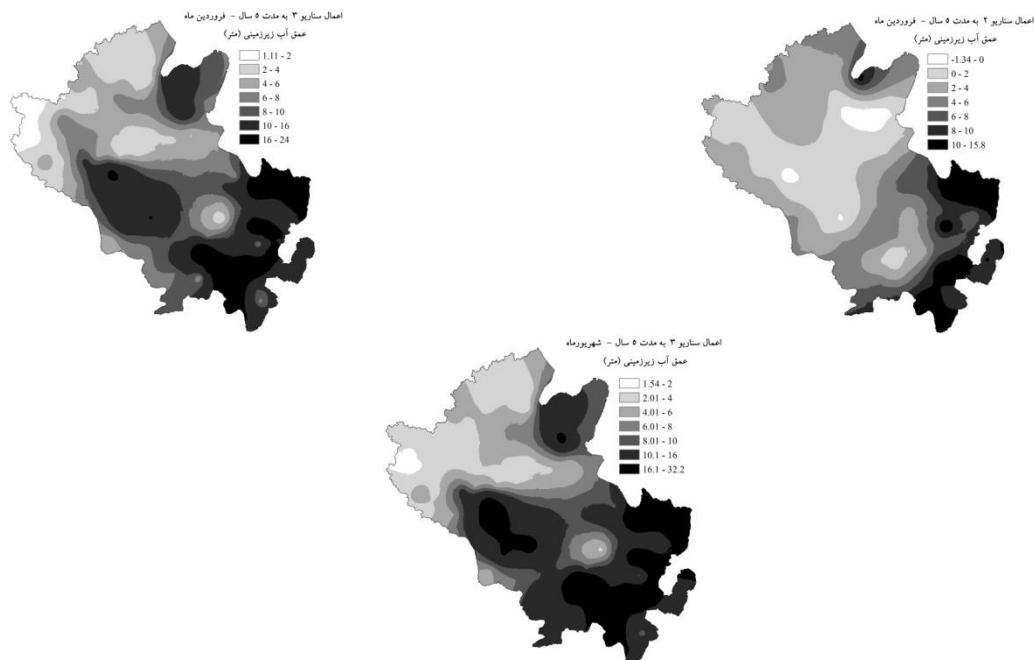 اعمال سناریو ۳ به مدت ۵ سال - فروردین ماه
عمق آب زیرزمینی (متر)
1.11 - 2
2 - 4
4 - 6
6 - 8
8 - 10
10 - 16
16 - 24
اعمال سناریو ۲ به مدت ۵ سال - فروردین ماه
عمق آب زیرزمینی (متر)
-1.34 - 0
0 - 2
2 - 4
4 - 6
6 - 8
8 - 10
10 - 15.8
اعمال سناریو ۳ به مدت ۵ سال - شهریورماه
عمق آب زیرزمینی (متر)
1.54 - 2
2.01 - 4
4.01 - 6
6.01 - 8
8.01 - 10
10.1 - 16
16.1 - 32.2